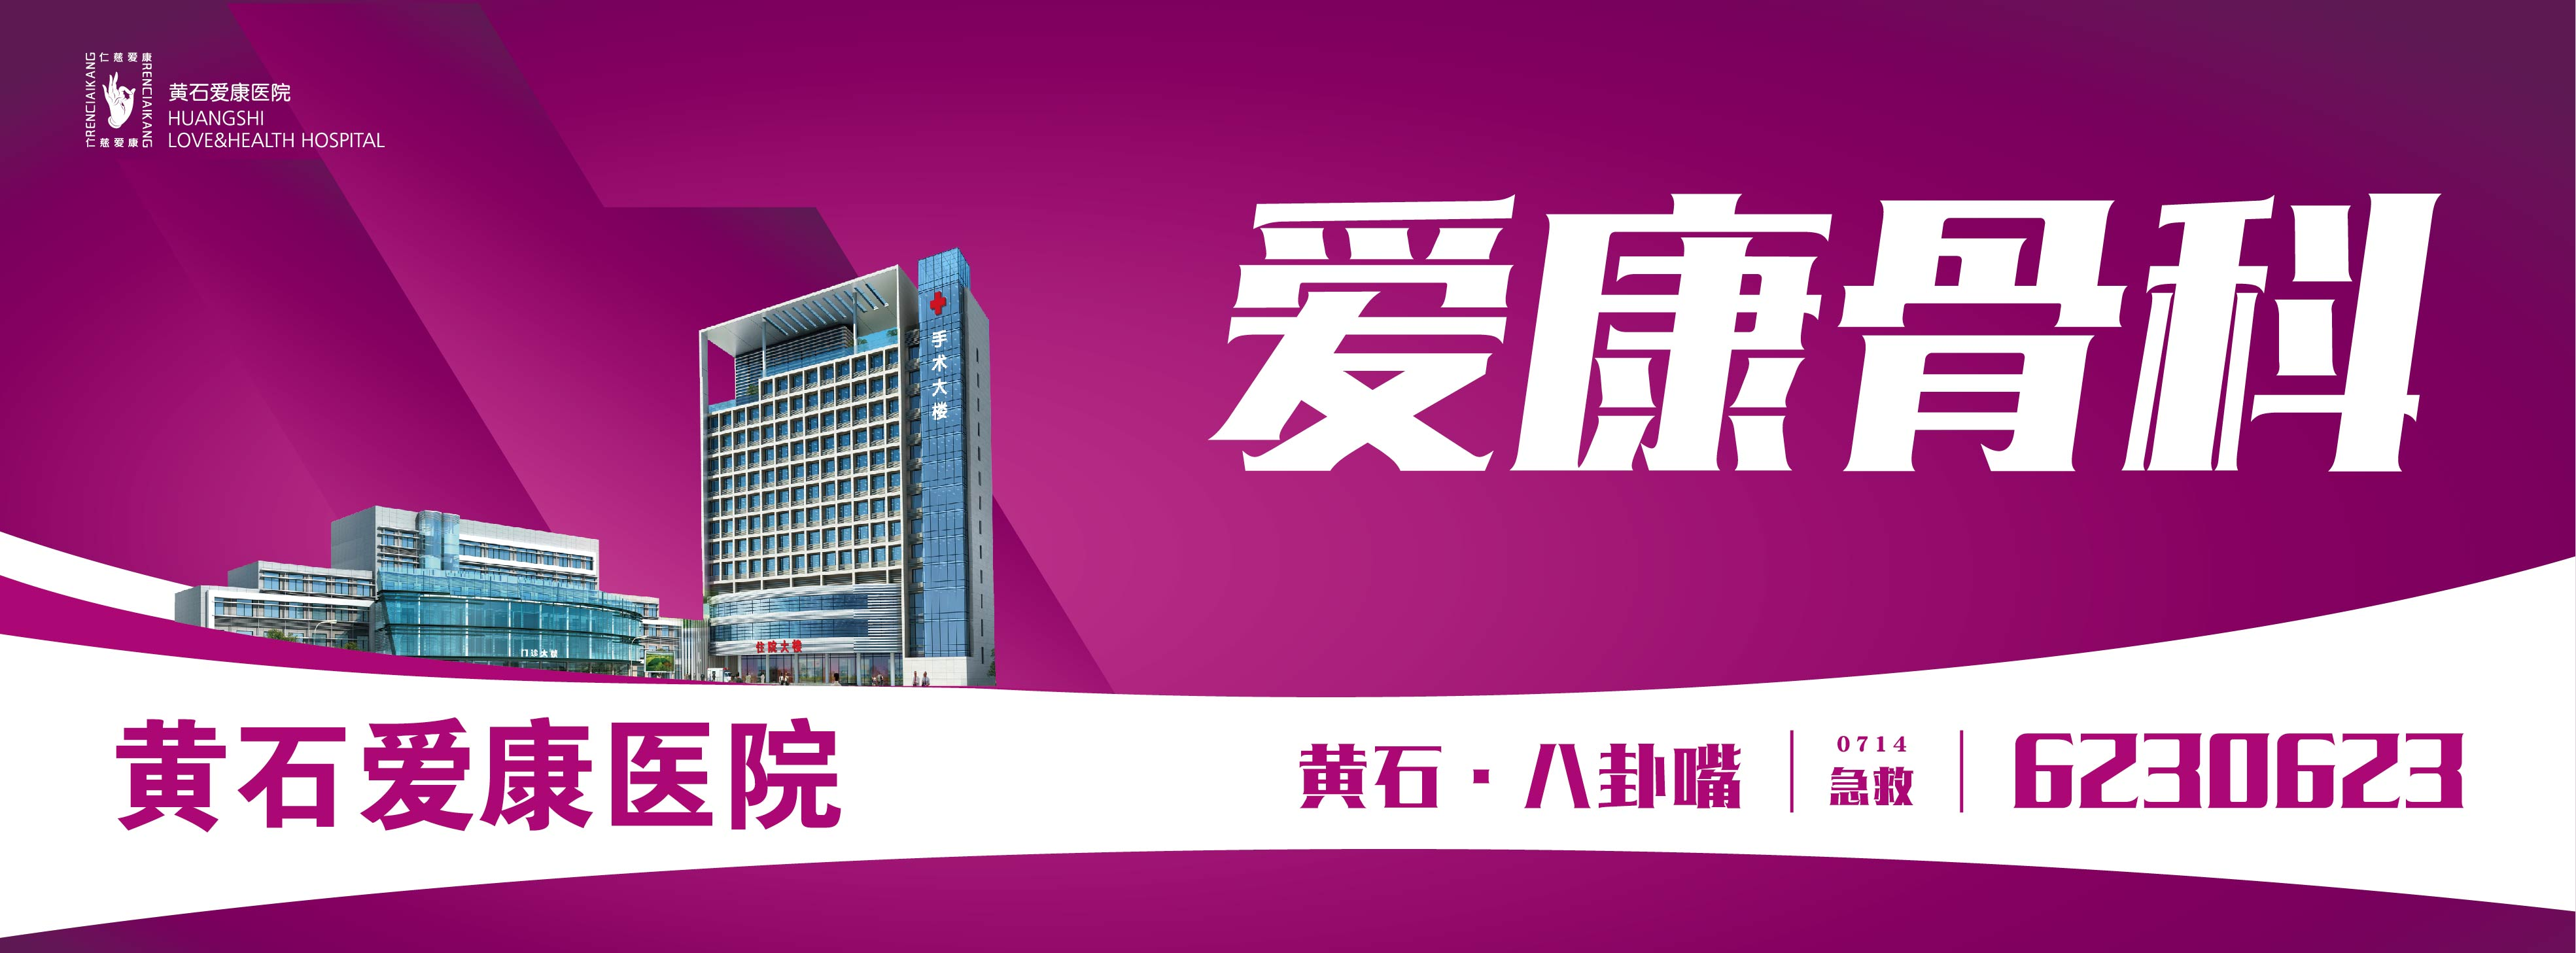 仁慈爱康
RENCIAIKANG
RENCIAIKANG
仁慈爱康
黄石爱康医院
HUANGSHI
LOVE&HEALTH HOSPITAL
爱康骨科
手术大楼
住院大楼
门诊大楼
黄石爱康医院
黄石·八卦嘴
0714
急救
6230623